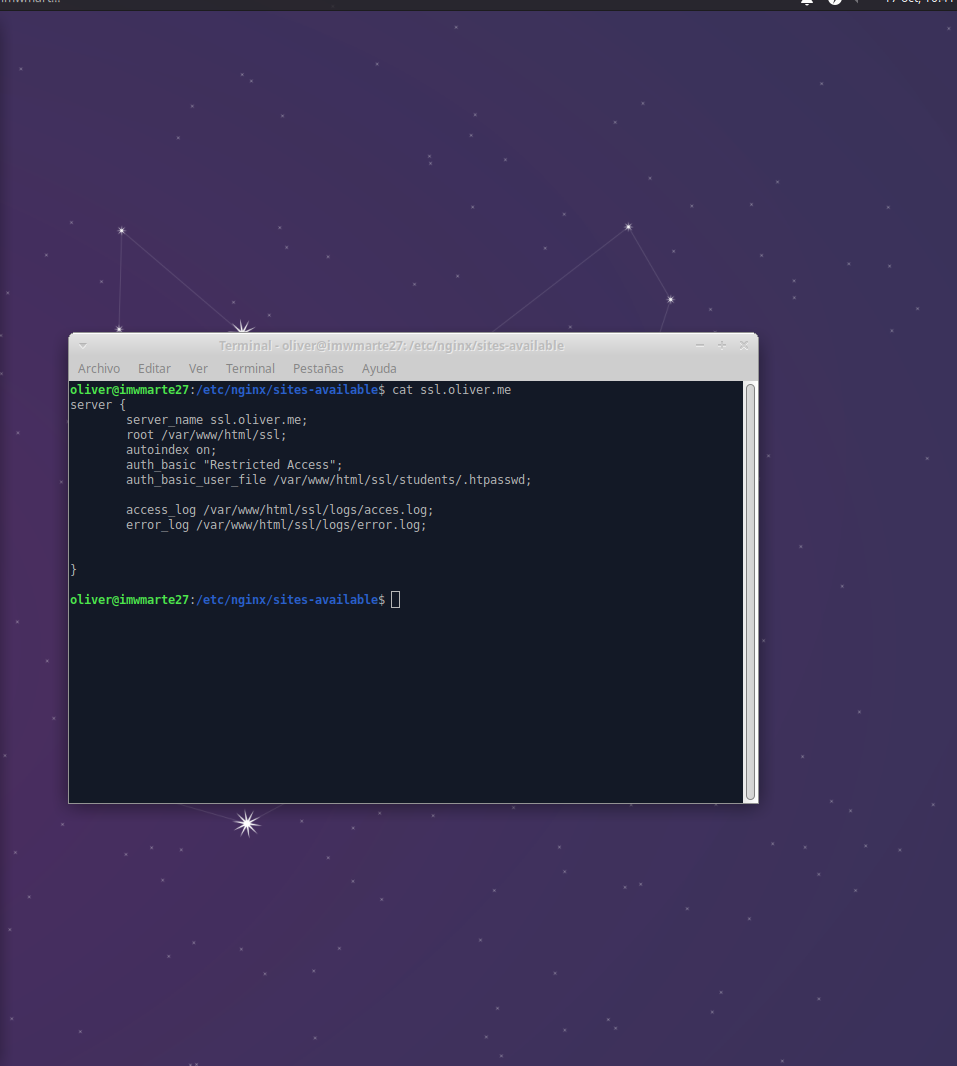 Terminal - oliver@imwmarte27: /etc/nginx/sites-available
Archivo Editar Ver Terminal Pestañas Ayuda
oliver@imwmarte27:/etc/nginx/sites-available$ cat ssl.oliver.me
server {
        server_name ssl.oliver.me;
        root /var/www/html/ssl;
        autoindex on;
        auth_basic "Restricted Access";
        auth_basic_user_file /var/www/html/ssl/students/.htpasswd;
        access_log /var/www/html/ssl/logs/acces.log;
        error_log /var/www/html/ssl/logs/error.log;
}
oliver@imwmarte27:/etc/nginx/sites-available$